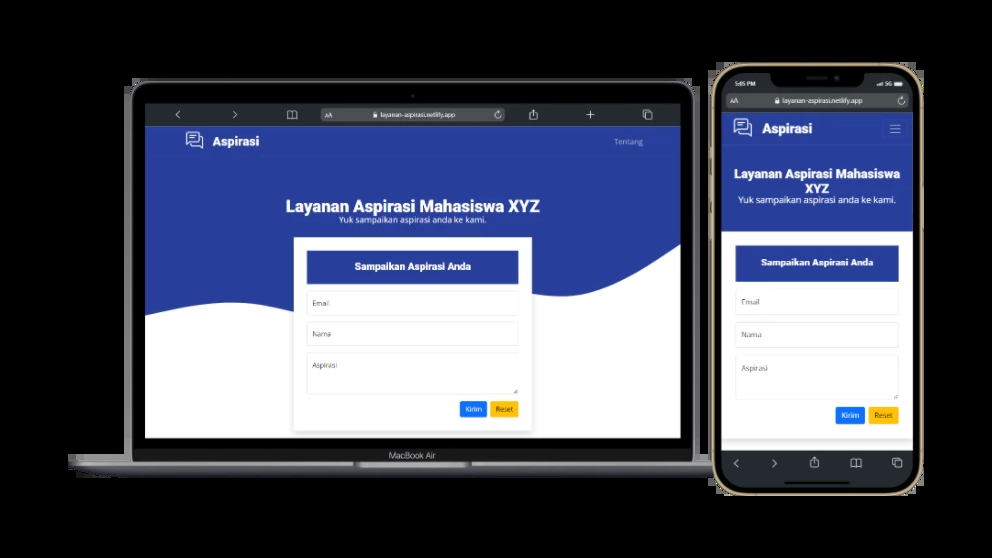 AA layanan-aspirasi.netlify.app
Aspirasi
Tentang
Layanan Aspirasi Mahasiswa XYZ
Yuk sampaikan aspirasi anda ke kami.
Sampaikan Aspirasi Anda
Email
Nama
Aspirasi
Kirim Reset
MacBook Air
5:05 PM 5G
AA layanan-aspirasi.netlify.app
Aspirasi
Layanan Aspirasi Mahasiswa
XYZ
Yuk sampaikan aspirasi anda ke kami.
Sampaikan Aspirasi Anda
Email
Nama
Aspirasi
Kirim Reset